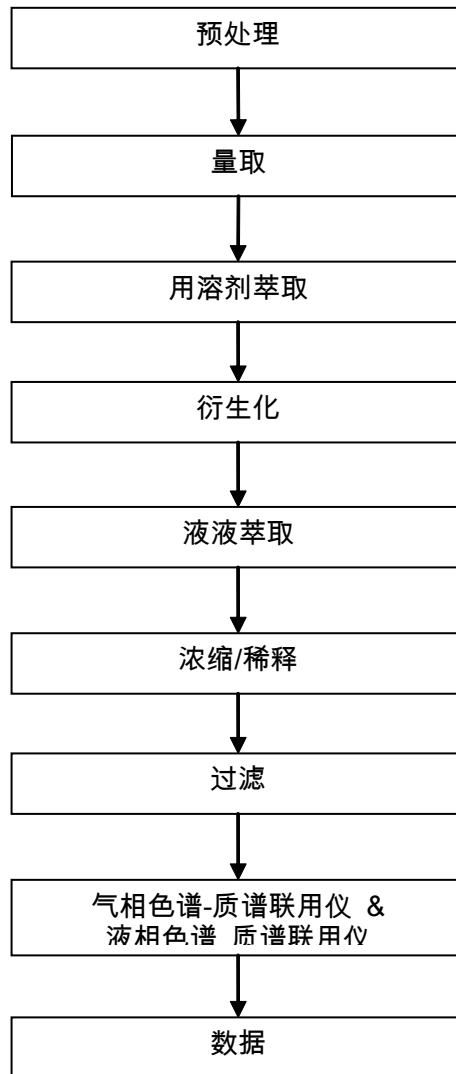 预处理
量取
用溶剂萃取
衍生化
液液萃取
浓缩/稀释
过滤
气相色谱-质谱联用仪 &
液相色谱 质谱联用仪
数据